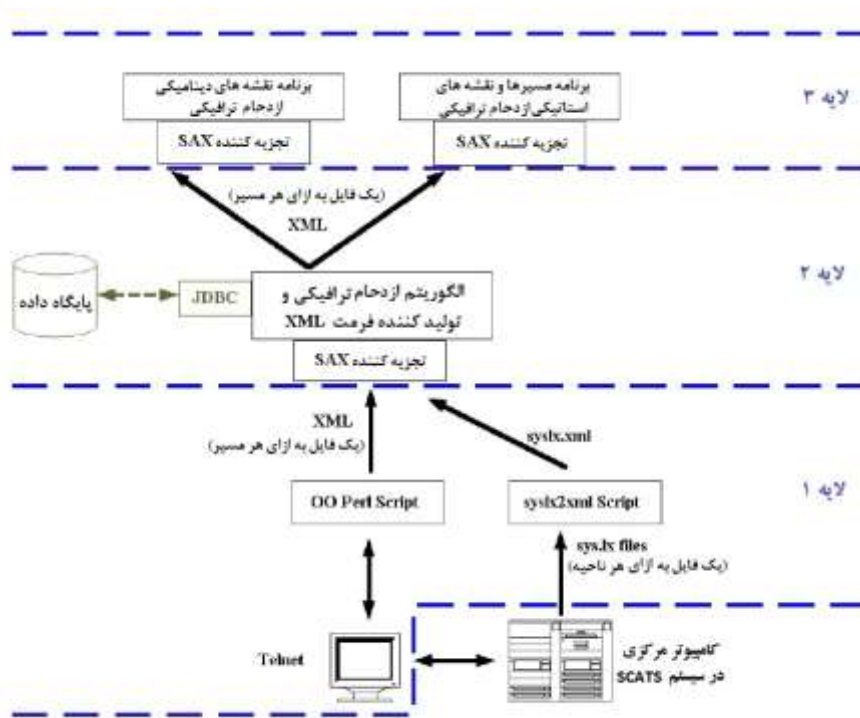 برنامه نقشه های دینامیکی
ازدحام ترافیکی
تجزیه کننده SAX
برنامه مسیرها و نقشه های
استاتیکی ازدحام ترافیکی
تجزیه کننده SAX
لایه ۳
(یک فایل به ازای هر مسیر)
XML
لایه ۲
پایگاه داده
JDBC
الگوریتم ازدحام ترافیکی و
تولید کننده فرمت XML
تجزیه کننده SAX
XML
(یک فایل به ازای هر مسیر)
syslx.xml
لایه ۱
OO Perl Script
syslx2xml Script
sys.lx files
(یک فایل به ازای هر ناحیه)
Telnet
کامپیوتر مرکزی
در سیستم SCATS